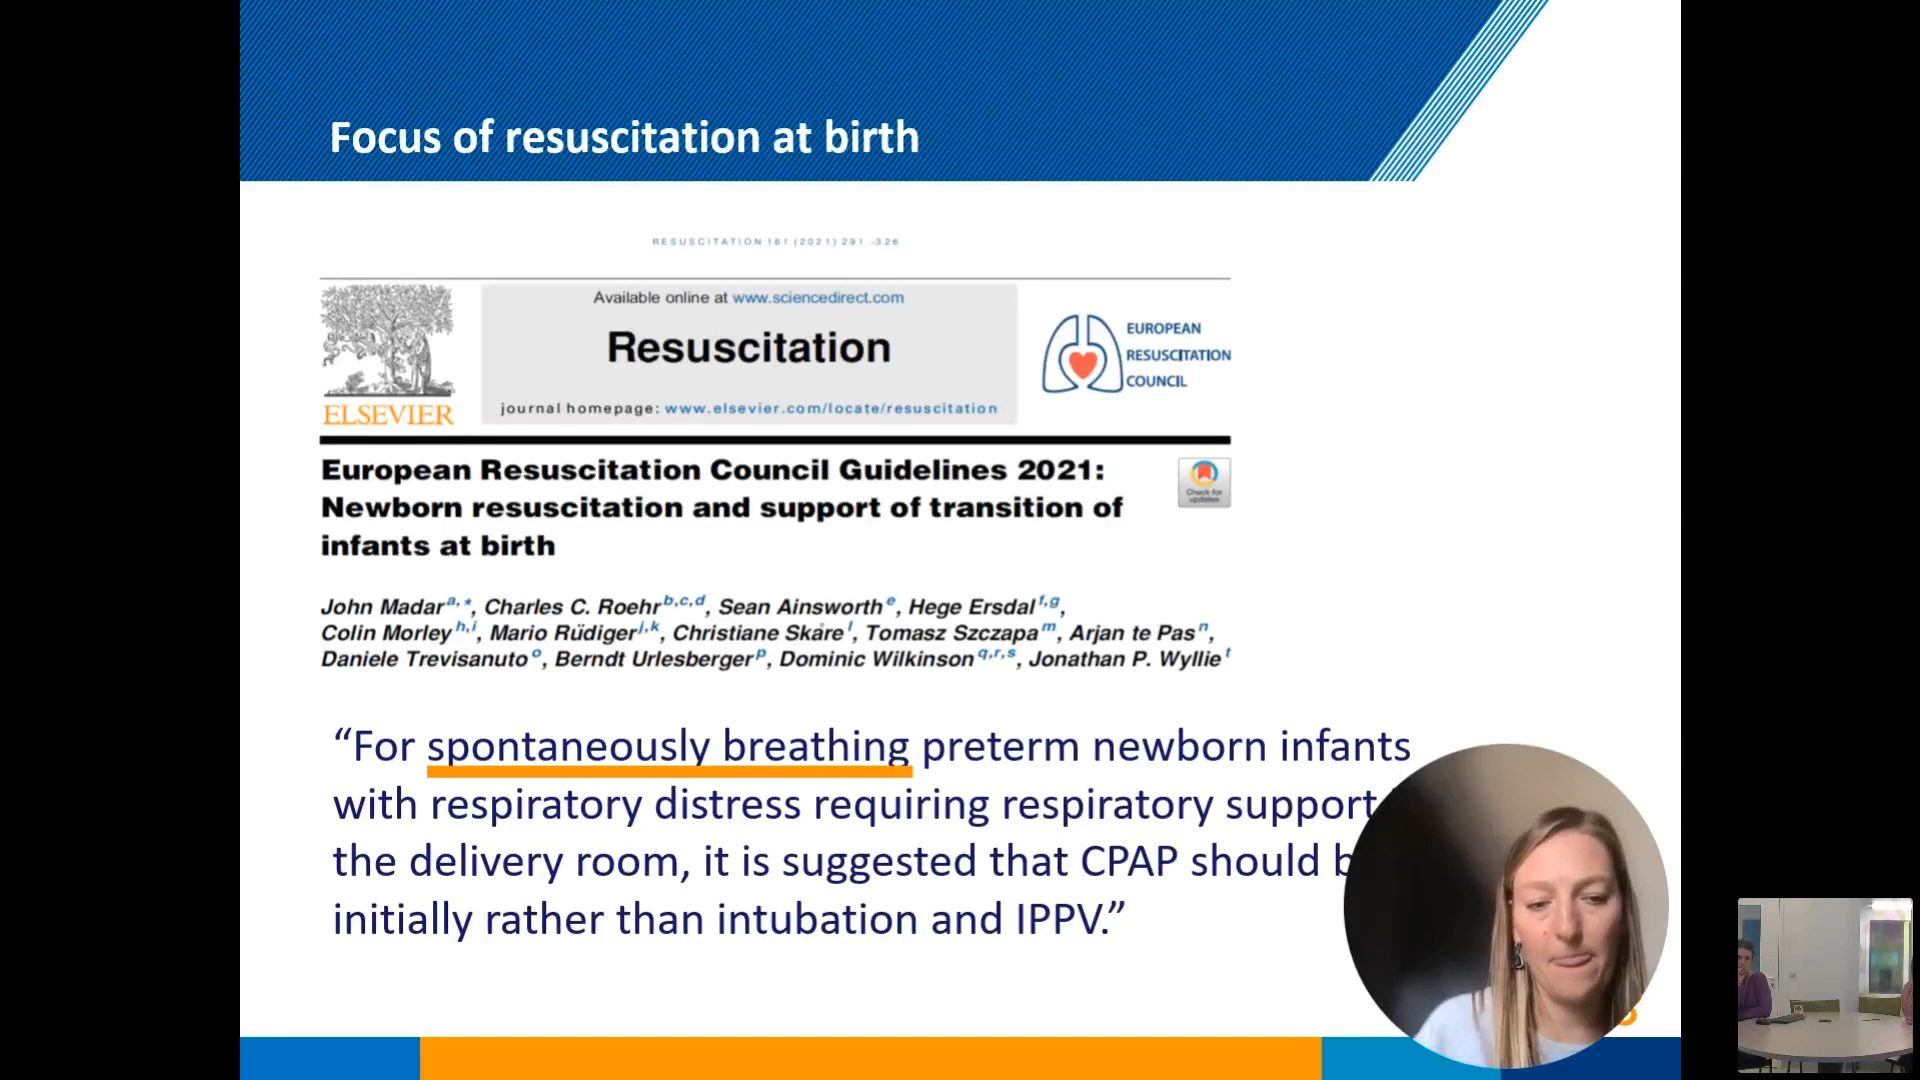 Focus of resuscitation at birth
RESUSCITATION 161 (2021) 291 -326
Available online at www.sciencedirect.com
Resuscitation
journal homepage: www.elsevier.com/locate/resuscitation
ELSEVIER
EUROPEAN
RESUSCITATION
COUNCIL
European Resuscitation Council Guidelines 2021:
Newborn resuscitation and support of transition of
infants at birth
Check for
updates
John Madar a,*, Charles C. Roehr b,c,d, Sean Ainsworth e, Hege Ersdal f,g,
Colin Morley h,i, Mario Rüdiger j,k, Christiane Skåre l, Tomasz Szczapa m, Arjan te Pas n,
Daniele Trevisanuto o, Berndt Urlesberger p, Dominic Wilkinson q,r,s, Jonathan P. Wyllie t
“For spontaneously breathing preterm newborn infants
with respiratory distress requiring respiratory support
the delivery room, it is suggested that CPAP should
initially rather than intubation and IPPV.”